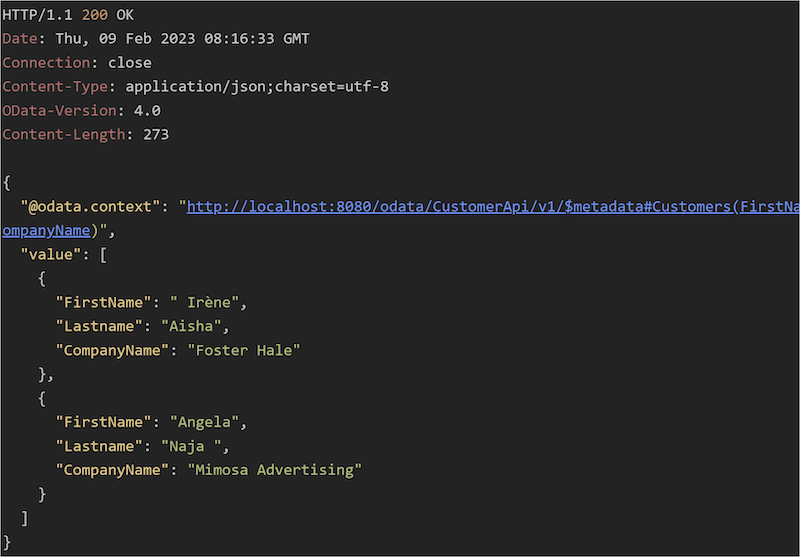 HTTP/1.1 200 OK
Date: Thu, 09 Feb 2023 08:16:33 GMT
Connection: close
Content-Type: application/json;charset=utf-8
OData-Version: 4.0
Content-Length: 273

{
  "@odata.context": "http://localhost:8080/odata/CustomerApi/v1/$metadata#Customers(FirstNa
ompanyName)",
  "value": [
    {
      "FirstName": " Irène",
      "Lastname": "Aisha",
      "CompanyName": "Foster Hale"
    },
    {
      "FirstName": "Angela",
      "Lastname": "Naja ",
      "CompanyName": "Mimosa Advertising"
    }
  ]
}